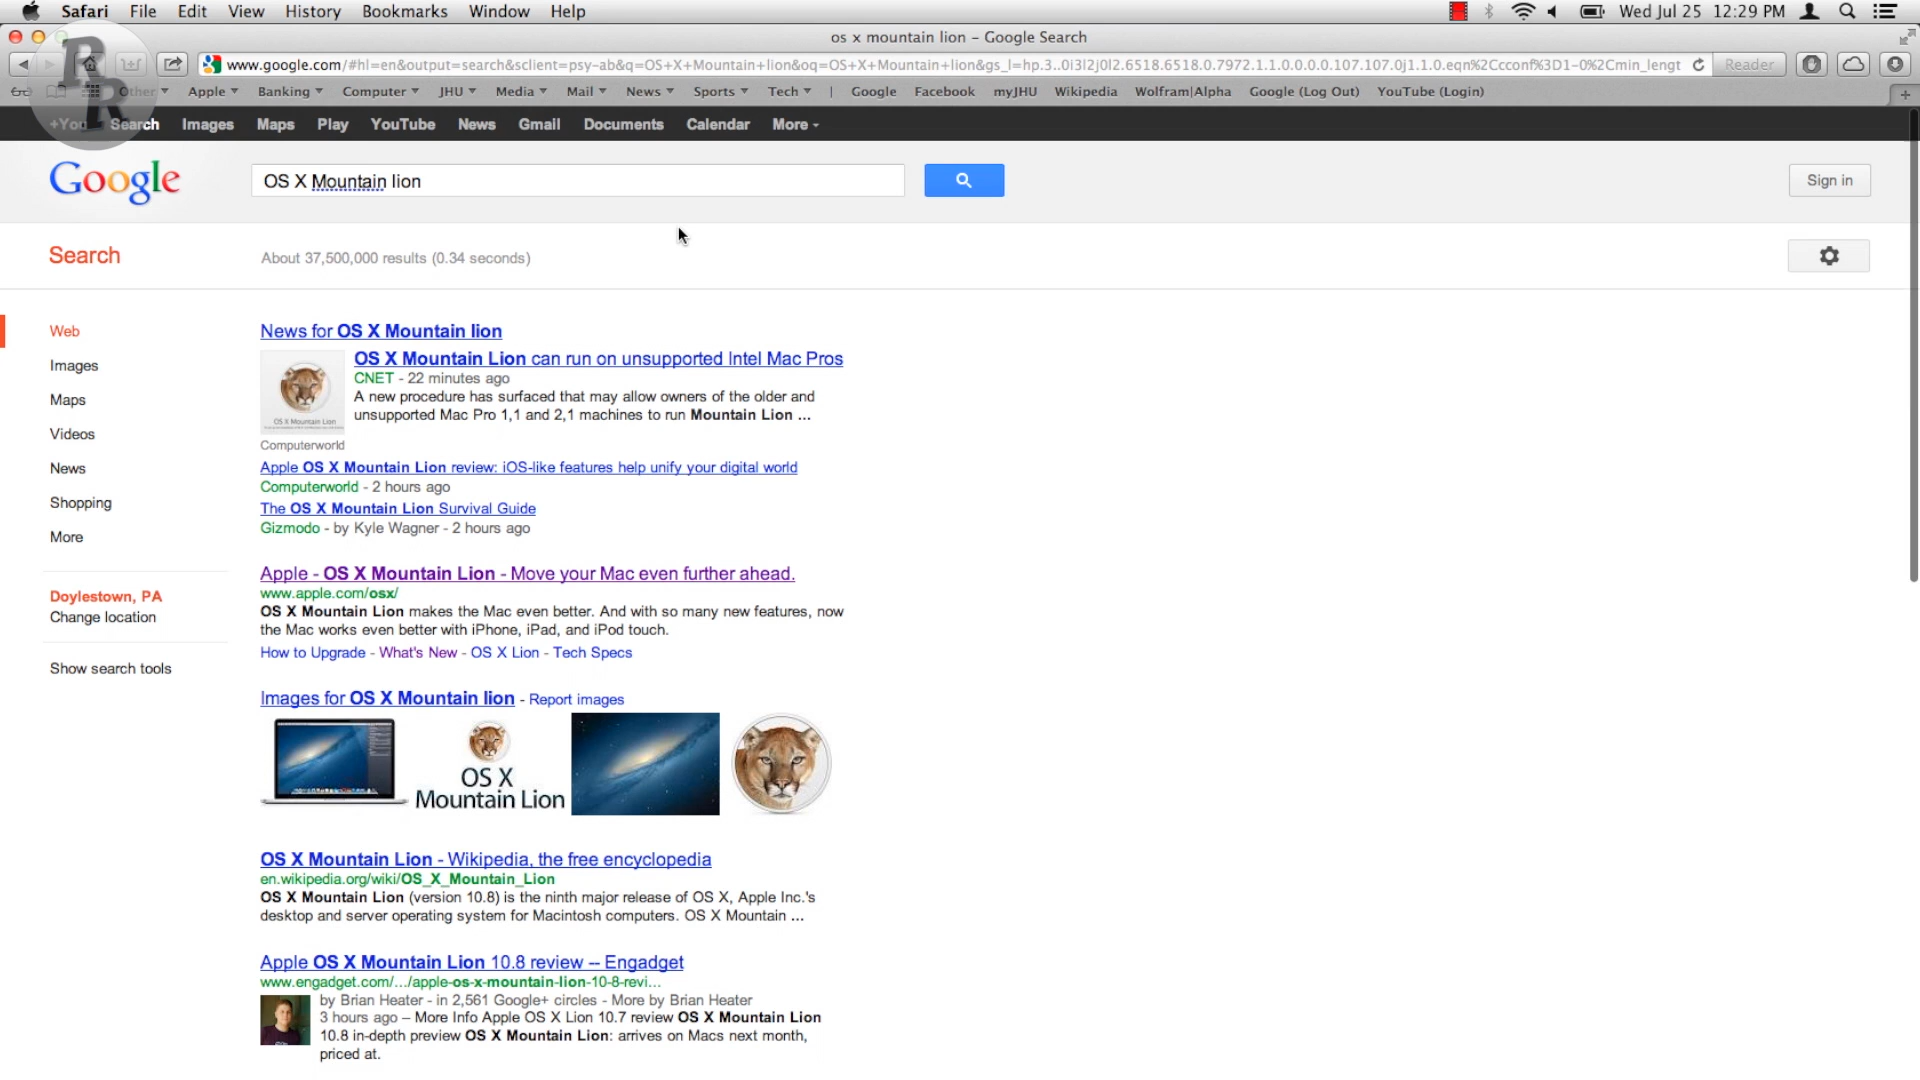 Safari File Edit View History Bookmarks Window Help Wed Jul 25 12:29 PM
os x mountain lion – Google Search
www.google.com/#hl=en&output=search&sclient=psy-ab&q=OS+X+Mountain+lion&oq=OS+X+Mountain+lion&gs_l=hp.3..0i3l2j0l2.6518.6518.0.7972.1.1.0.0.0.0.107.107.0j1.1.0.eqn%2Cccconf%3D1-0%2Cmin_lengt Reader
Other Apple Banking Computer JHU Media Mail News Sports Tech | Google Facebook myJHU Wikipedia Wolfram|Alpha Google (Log Out) YouTube (Login)
RR
+You Search Images Maps Play YouTube News Gmail Documents Calendar More
Google OS X Mountain lion Sign in
Search About 37,500,000 results (0.34 seconds)
Web
Images
Maps
Videos
News
Shopping
More
Doylestown, PA
Change location
Show search tools
News for OS X Mountain lion
OS X Mountain Lion can run on unsupported Intel Mac Pros
CNET - 22 minutes ago
A new procedure has surfaced that may allow owners of the older and
unsupported Mac Pro 1,1 and 2,1 machines to run Mountain Lion ...
OS X Mountain Lion
Computerworld
Apple OS X Mountain Lion review: iOS-like features help unify your digital world
Computerworld - 2 hours ago
The OS X Mountain Lion Survival Guide
Gizmodo - by Kyle Wagner - 2 hours ago
Apple - OS X Mountain Lion - Move your Mac even further ahead.
www.apple.com/osx/
OS X Mountain Lion makes the Mac even better. And with so many new features, now
the Mac works even better with iPhone, iPad, and iPod touch.
How to Upgrade - What's New - OS X Lion - Tech Specs
Images for OS X Mountain lion - Report images
OS X
Mountain Lion
OS X Mountain Lion - Wikipedia, the free encyclopedia
en.wikipedia.org/wiki/OS_X_Mountain_Lion
OS X Mountain Lion (version 10.8) is the ninth major release of OS X, Apple Inc.'s
desktop and server operating system for Macintosh computers. OS X Mountain ...
Apple OS X Mountain Lion 10.8 review -- Engadget
www.engadget.com/.../apple-os-x-mountain-lion-10-8-revi...
by Brian Heater - in 2,561 Google+ circles - More by Brian Heater
3 hours ago – More Info Apple OS X Lion 10.7 review OS X Mountain Lion
10.8 in-depth preview OS X Mountain Lion: arrives on Macs next month,
priced at.